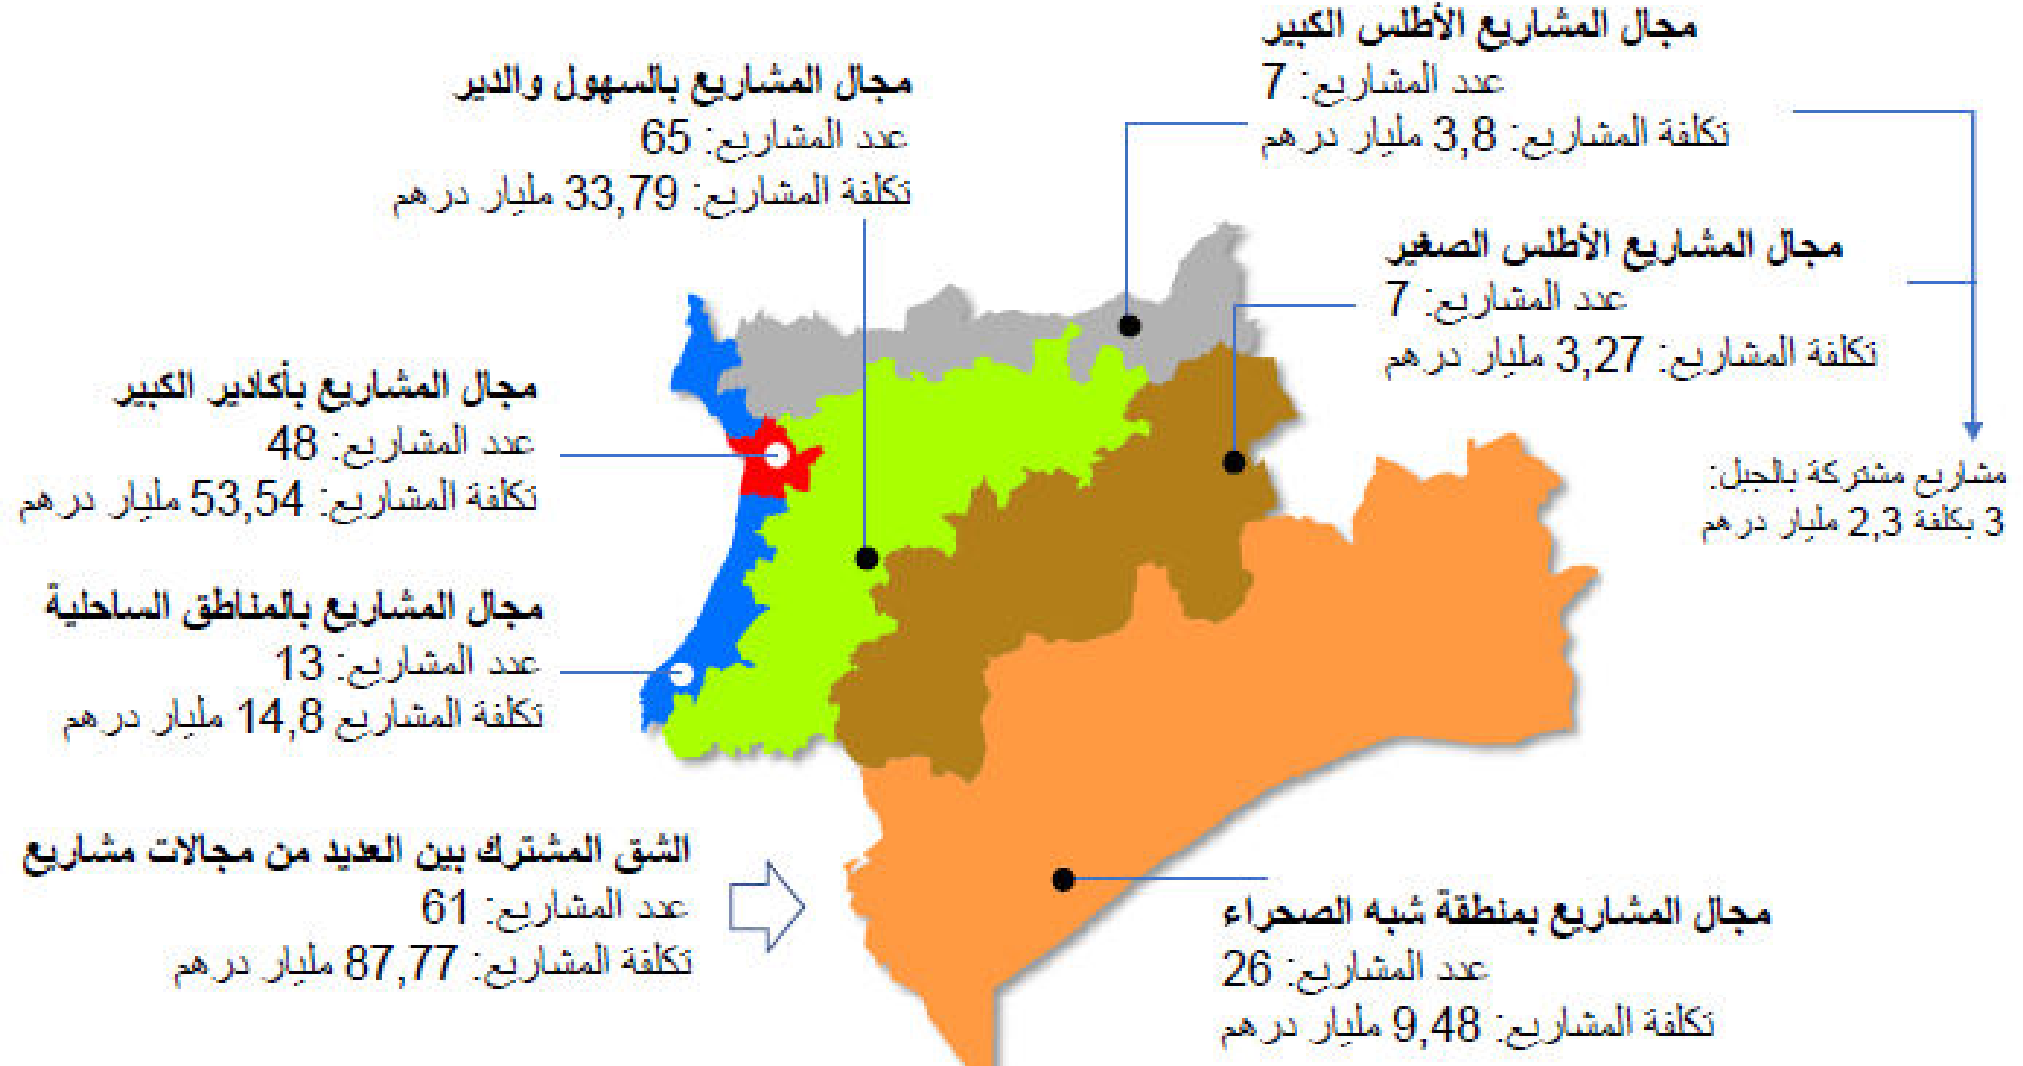 مجال المشاريع الأطلس الكبير
عدد المشاريع: 7
تكلفة المشاريع: 3,8 مليار درهم
مجال المشاريع بالسهول والدير
عدد المشاريع: 65
تكلفة المشاريع: 33,79 مليار درهم
مجال المشاريع الأطلس الصغير
عدد المشاريع: 7
تكلفة المشاريع: 3,27 مليار درهم
مشاريع مشتركة بالجبل:
3 بكلفة 2,3 مليار درهم
مجال المشاريع بأكادير الكبير
عدد المشاريع: 48
تكلفة المشاريع: 53,54 مليار درهم
مجال المشاريع بالمناطق الساحلية
عدد المشاريع: 13
تكلفة المشاريع 14,8 مليار درهم
الشق المشترك بين العديد من مجالات مشاريع
عدد المشاريع: 61
تكلفة المشاريع: 87,77 مليار درهم
مجال المشاريع بمنطقة شبه الصحراء
عدد المشاريع: 26
تكلفة المشاريع: 9,48 مليار درهم